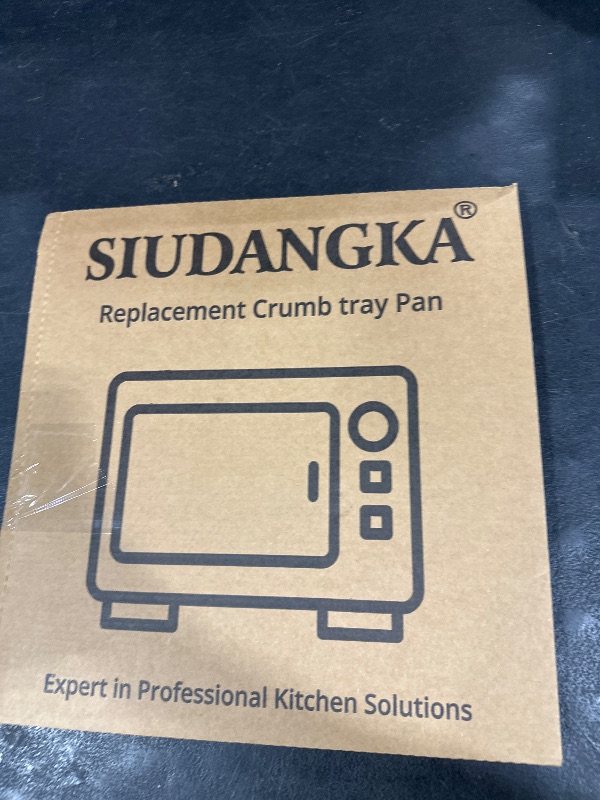 SIUDANGKA®
Replacement Crumb tray Pan
Expert in Professional Kitchen Solutions